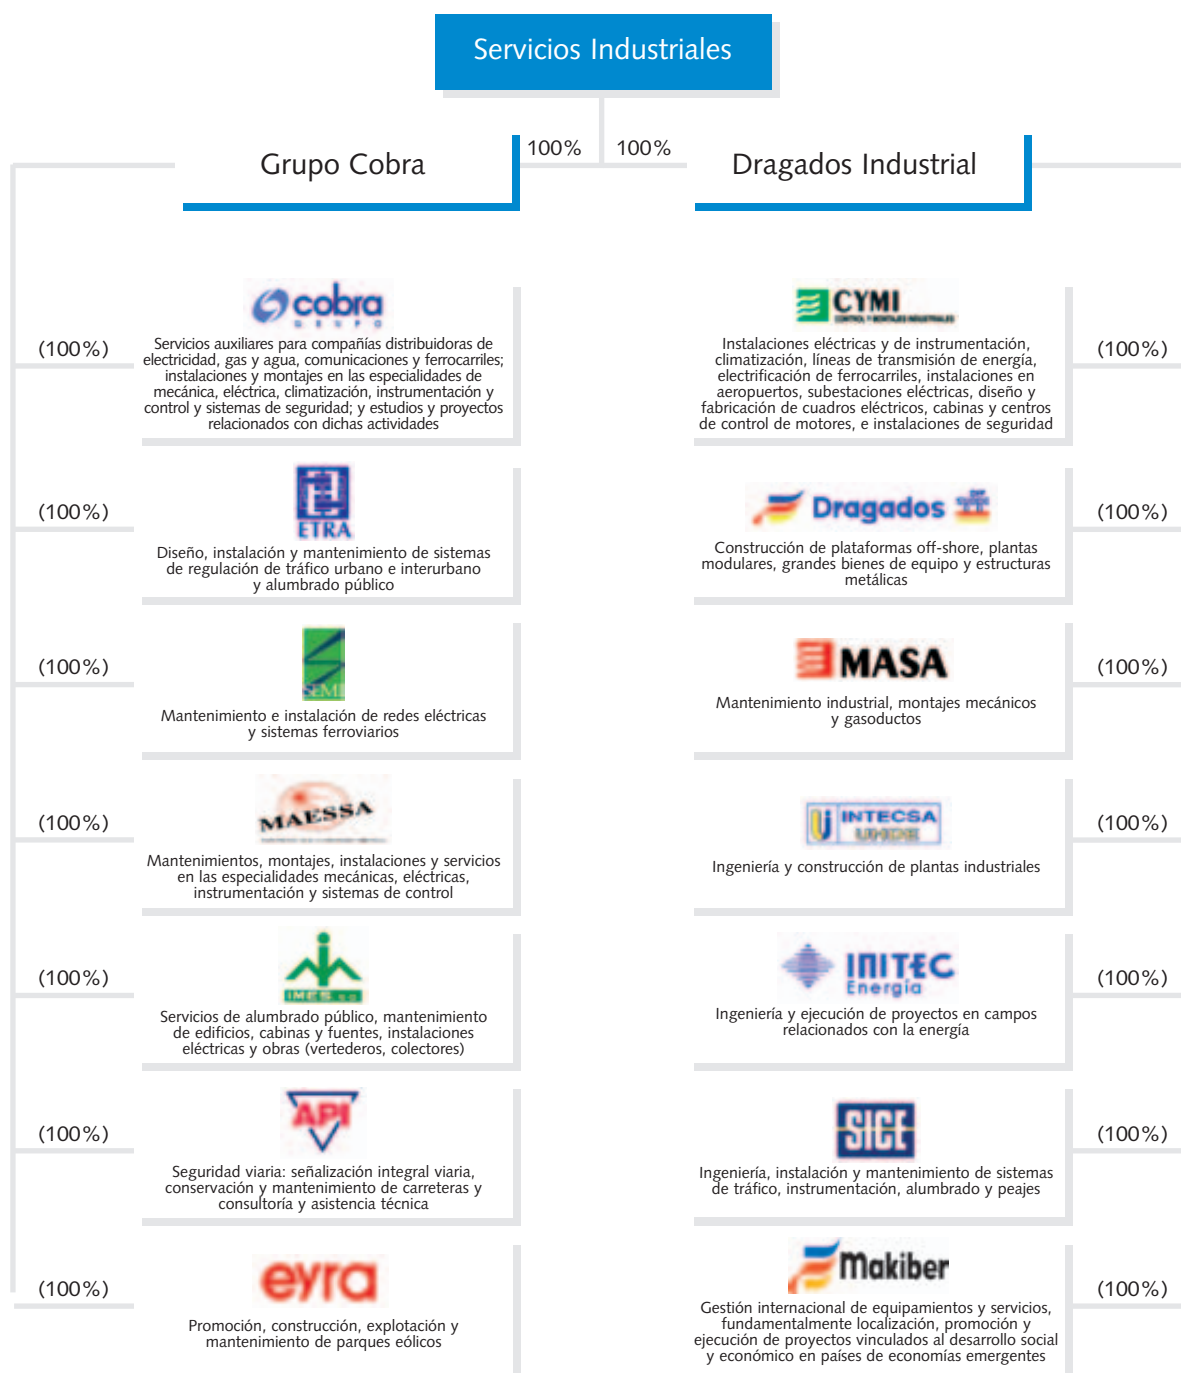 Servicios Industriales
100%
100%
Grupo Cobra
Dragados Industrial
cobra
GRUPO
(100%)
Servicios auxiliares para compañías distribuidoras de
electricidad, gas y agua, comunicaciones y ferrocarriles;
instalaciones y montajes en las especialidades de
mecánica, eléctrica, climatización, instrumentación y
control y sistemas de seguridad; y estudios y proyectos
relacionados con dichas actividades
ETRA
(100%)
Diseño, instalación y mantenimiento de sistemas
de regulación de tráfico urbano e interurbano
y alumbrado público
SEMI
(100%)
Mantenimiento e instalación de redes eléctricas
y sistemas ferroviarios
MAESSA
(100%)
Mantenimientos, montajes, instalaciones y servicios
en las especialidades mecánicas, eléctricas,
instrumentación y sistemas de control
IMES
(100%)
Servicios de alumbrado público, mantenimiento
de edificios, cabinas y fuentes, instalaciones
eléctricas y obras (vertederos, colectores)
API
(100%)
Seguridad viaria: señalización integral viaria,
conservación y mantenimiento de carreteras y
consultoría y asistencia técnica
eyra
(100%)
Promoción, construcción, explotación y
mantenimiento de parques eólicos
CYMI
CONTROL Y MONTAJES INDUSTRIALES
(100%)
Instalaciones eléctricas y de instrumentación,
climatización, líneas de transmisión de energía,
electrificación de ferrocarriles, instalaciones en
aeropuertos, subestaciones eléctricas, diseño y
fabricación de cuadros eléctricos, cabinas y centros
de control de motores, e instalaciones de seguridad
Dragados
(100%)
Construcción de plataformas off-shore, plantas
modulares, grandes bienes de equipo y estructuras
metálicas
MASA
(100%)
Mantenimiento industrial, montajes mecánicos
y gasoductos
INTECSA
UHDE
(100%)
Ingeniería y construcción de plantas industriales
INITEC
Energía
(100%)
Ingeniería y ejecución de proyectos en campos
relacionados con la energía
SICE
(100%)
Ingeniería, instalación y mantenimiento de sistemas
de tráfico, instrumentación, alumbrado y peajes
Makiber
(100%)
Gestión internacional de equipamientos y servicios,
fundamentalmente localización, promoción y
ejecución de proyectos vinculados al desarrollo social
y económico en países de economías emergentes